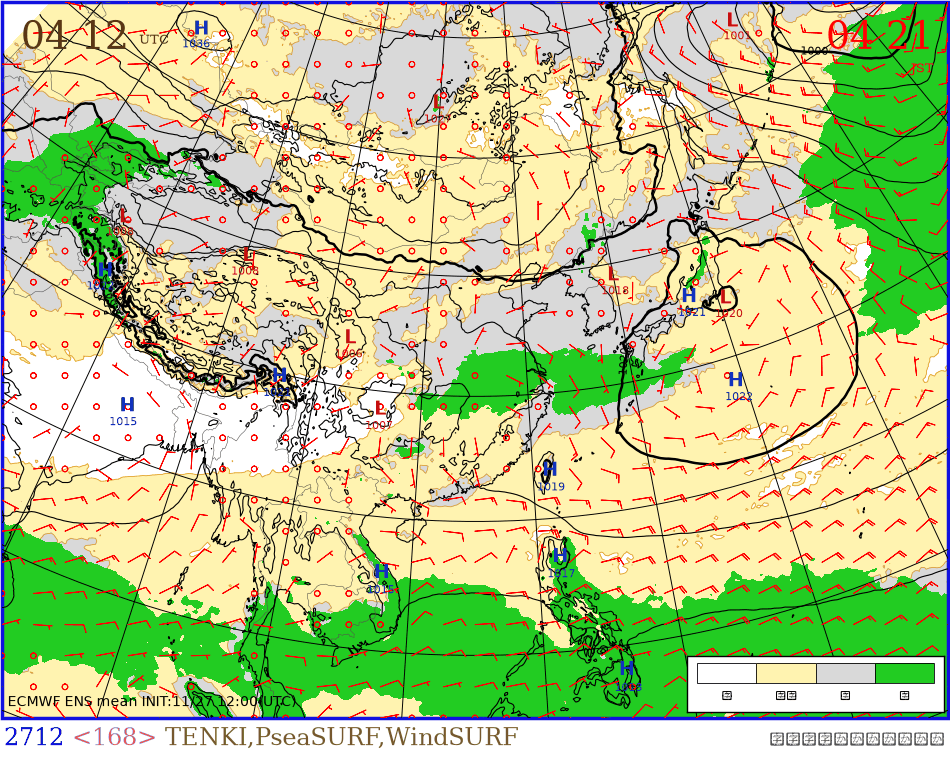 04 12 UTC
04 21 JST
H 1036
L 1001
1000
L
L
L 1008
H
L 1018
H 1021
L 1020
L 1006
H
H 1022
H 1015
L 1007
H 1019
H 1017
H
H
ECMWF ENS mean INIT:11/27 12:00(UTC)
2712 <168> TENKI,PseaSURF,WindSURF